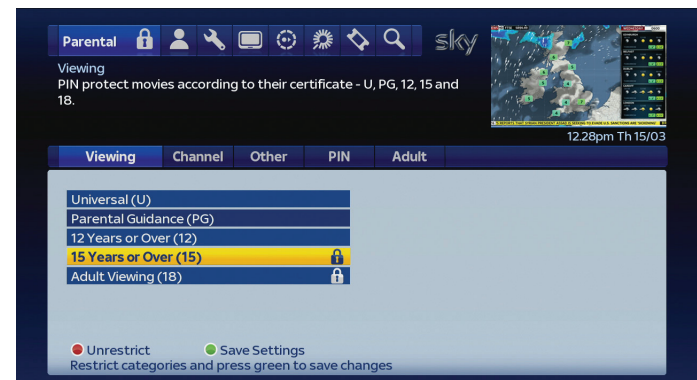 Parental
sky
Viewing
PIN protect movies according to their certificate - U, PG, 12, 15 and
18.
12.28pm Th 15/03
Viewing Channel Other PIN Adult
Universal (U)
Parental Guidance (PG)
12 Years or Over (12)
15 Years or Over (15)
Adult Viewing (18)
Unrestrict Save Settings
Restrict categories and press green to save changes